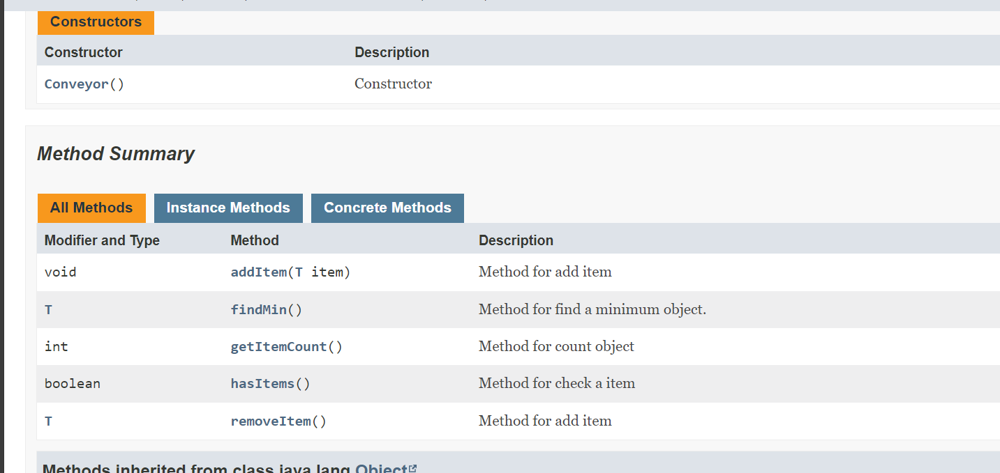 Constructors
Constructor Description
Conveyor() Constructor
Method Summary
All Methods Instance Methods Concrete Methods
Modifier and Type Method Description
void addItem(T item) Method for add item
T findMin() Method for find a minimum object.
int getItemCount() Method for count object
boolean hasItems() Method for check a item
T removeItem() Method for add item
Methods inherited from class java.lang.Object